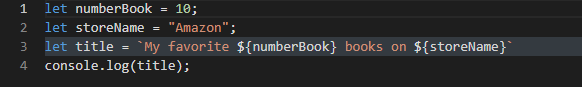 1 let numberBook = 10;
2 let storeName = "Amazon";
3 let title = `My favorite ${numberBook} books on ${storeName}`
4 console.log(title);